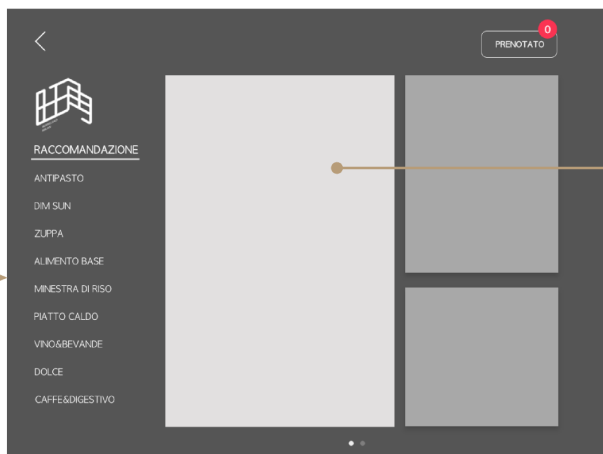 0
PRENOTATO
RACCOMANDAZIONE
ANTIPASTO
DIM SUN
ZUPPA
ALIMENTO BASE
MINESTRA DI RISO
PIATTO CALDO
VINO&BEVANDE
DOLCE
CAFFE&DIGESTIVO